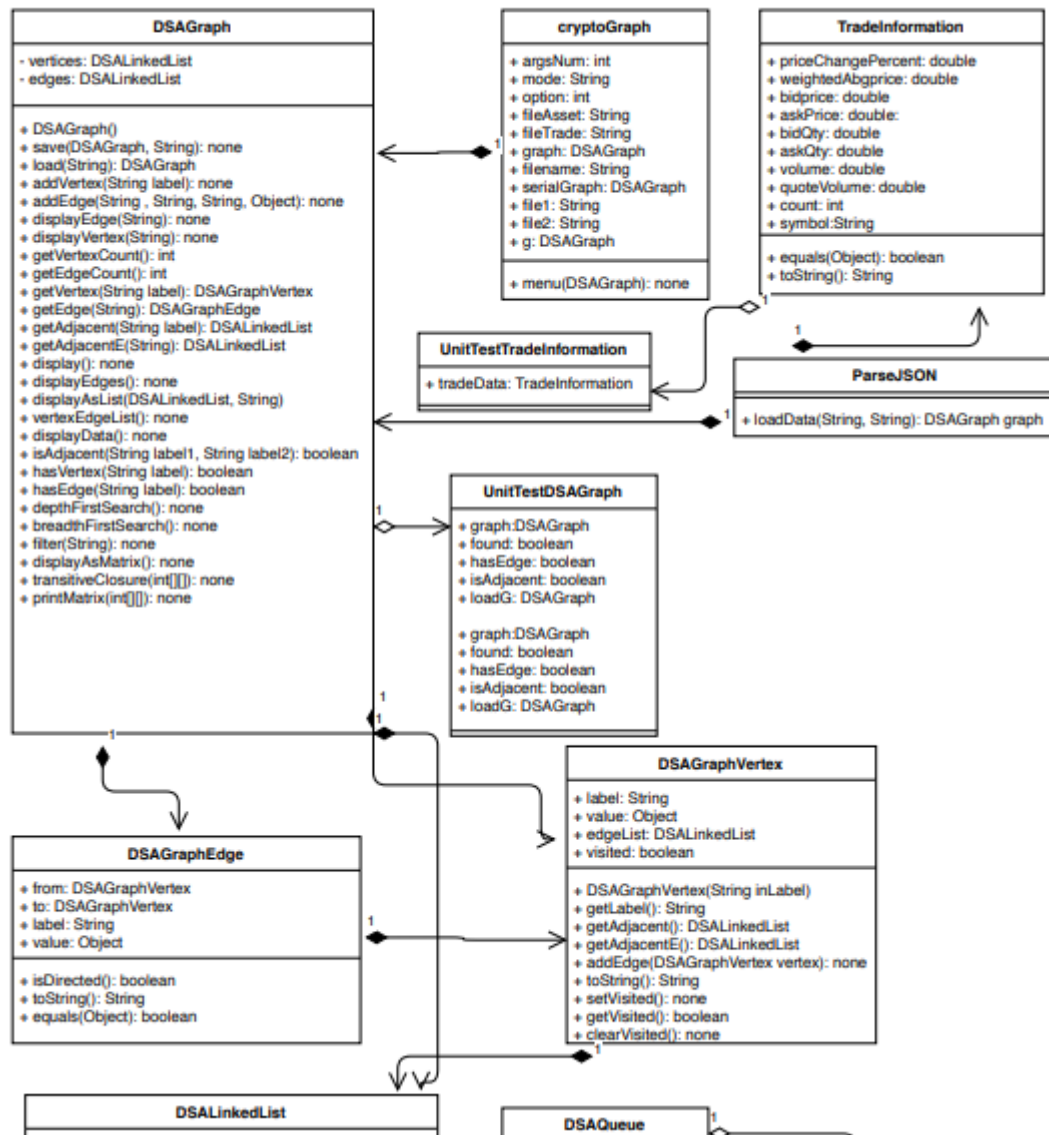 DSAGraph
- vertices: DSALinkedList
- edges: DSALinkedList
+ DSAGraph()
+ save(DSAGraph, String): none
+ load(String): DSAGraph
+ addVertex(String label): none
+ addEdge(String , String, String, Object): none
+ displayEdge(String): none
+ displayVertex(String): none
+ getVertexCount(): int
+ getEdgeCount(): int
+ getVertex(String label): DSAGraphVertex
+ getEdge(String): DSAGraphEdge
+ getAdjacent(String label): DSALinkedList
+ getAdjacentE(String): DSALinkedList
+ display(): none
+ displayEdges(): none
+ displayAsList(DSALinkedList, String)
+ vertexEdgeList(): none
+ displayData(): none
+ isAdjacent(String label1, String label2): boolean
+ hasVertex(String label): boolean
+ hasEdge(String label): boolean
+ depthFirstSearch(): none
+ breadthFirstSearch(): none
+ filter(String): none
+ displayAsMatrix(): none
+ transitiveClosure(int[][]): none
+ printMatrix(int[][]): none
cryptoGraph
+ argsNum: int
+ mode: String
+ option: int
+ fileAsset: String
+ fileTrade: String
+ graph: DSAGraph
+ filename: String
+ serialGraph: DSAGraph
+ file1: String
+ file2: String
+ g: DSAGraph
+ menu(DSAGraph): none
1
TradeInformation
+ priceChangePercent: double
+ weightedAbgprice: double
+ bidprice: double
+ askPrice: double:
+ bidQty: double
+ askQty: double
+ volume: double
+ quoteVolume: double
+ count: int
+ symbol:String
+ equals(Object): boolean
+ toString(): String
1
1
UnitTestTradeInformation
+ tradeData: TradeInformation
ParseJSON
+ loadData(String, String): DSAGraph graph
1
UnitTestDSAGraph
+ graph:DSAGraph
+ found: boolean
+ hasEdge: boolean
+ isAdjacent: boolean
+ loadG: DSAGraph
+ graph:DSAGraph
+ found: boolean
+ hasEdge: boolean
+ isAdjacent: boolean
+ loadG: DSAGraph
1
1
1
1
DSAGraphVertex
+ label: String
+ value: Object
+ edgeList: DSALinkedList
+ visited: boolean
+ DSAGraphVertex(String inLabel)
+ getLabel(): String
+ getAdjacent(): DSALinkedList
+ getAdjacentE(): DSALinkedList
+ addEdge(DSAGraphVertex vertex): none
+ toString(): String
+ setVisited(): none
+ getVisited(): boolean
+ clearVisited(): none
1
DSAGraphEdge
+ from: DSAGraphVertex
+ to: DSAGraphVertex
+ label: String
+ value: Object
+ isDirected(): boolean
+ toString(): String
+ equals(Object): boolean
1
DSALinkedList
DSAQueue
1